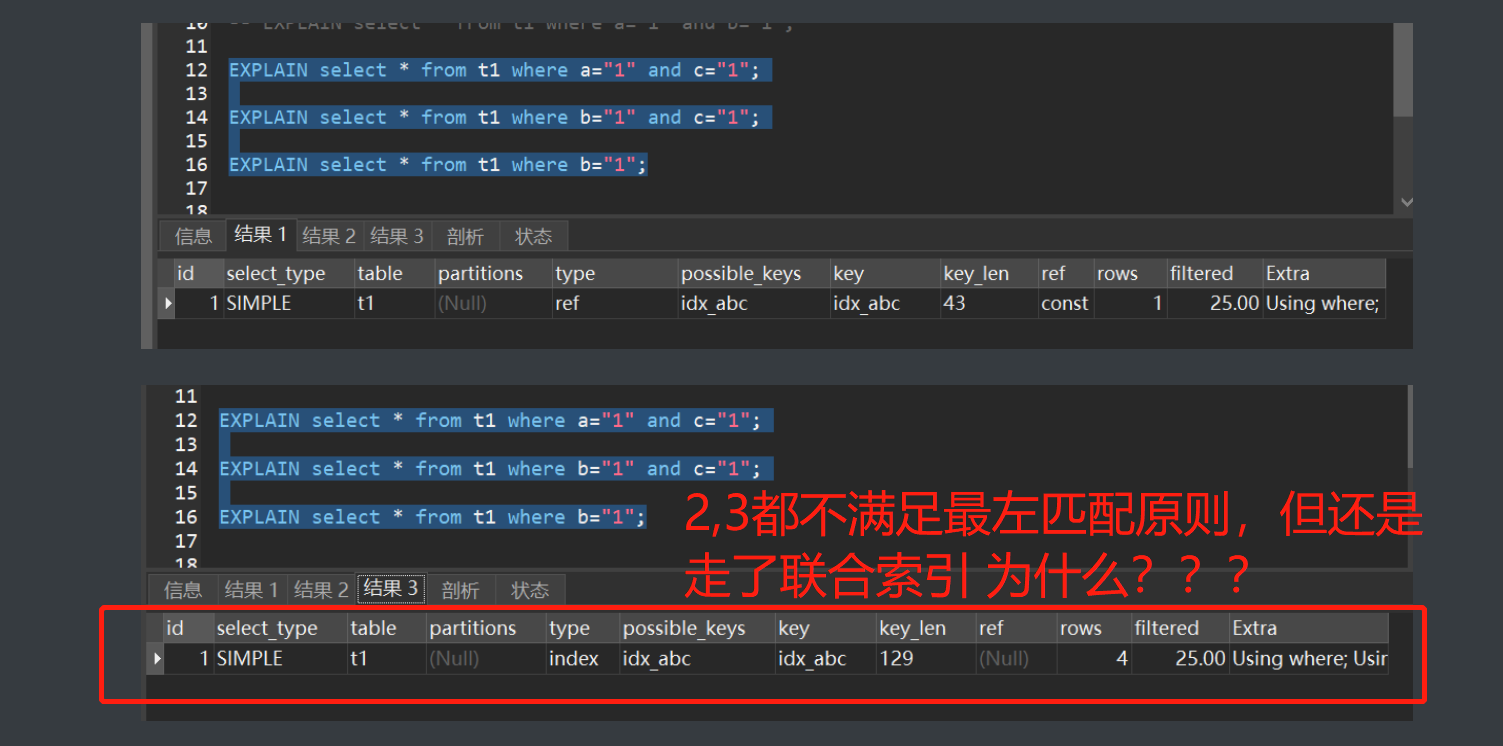 10 -- EXPLAIN select * from t1 where a="1" and b="1";
11
12 EXPLAIN select * from t1 where a="1" and c="1";
13
14 EXPLAIN select * from t1 where b="1" and c="1";
15
16 EXPLAIN select * from t1 where b="1";
17
18
信息 结果 1 结果 2 结果 3 剖析 状态
id select_type table partitions type possible_keys key key_len ref rows filtered Extra
1 SIMPLE t1 (Null) ref idx_abc idx_abc 43 const 1 25.00 Using where;
11
12 EXPLAIN select * from t1 where a="1" and c="1";
13
14 EXPLAIN select * from t1 where b="1" and c="1";
15
16 EXPLAIN select * from t1 where b="1";
17
18
2,3都不满足最左匹配原则，但还是
走了联合索引 为什么？？？
信息 结果 1 结果 2 结果 3 剖析 状态
id select_type table partitions type possible_keys key key_len ref rows filtered Extra
1 SIMPLE t1 (Null) index idx_abc idx_abc 129 (Null) 4 25.00 Using where; Usin